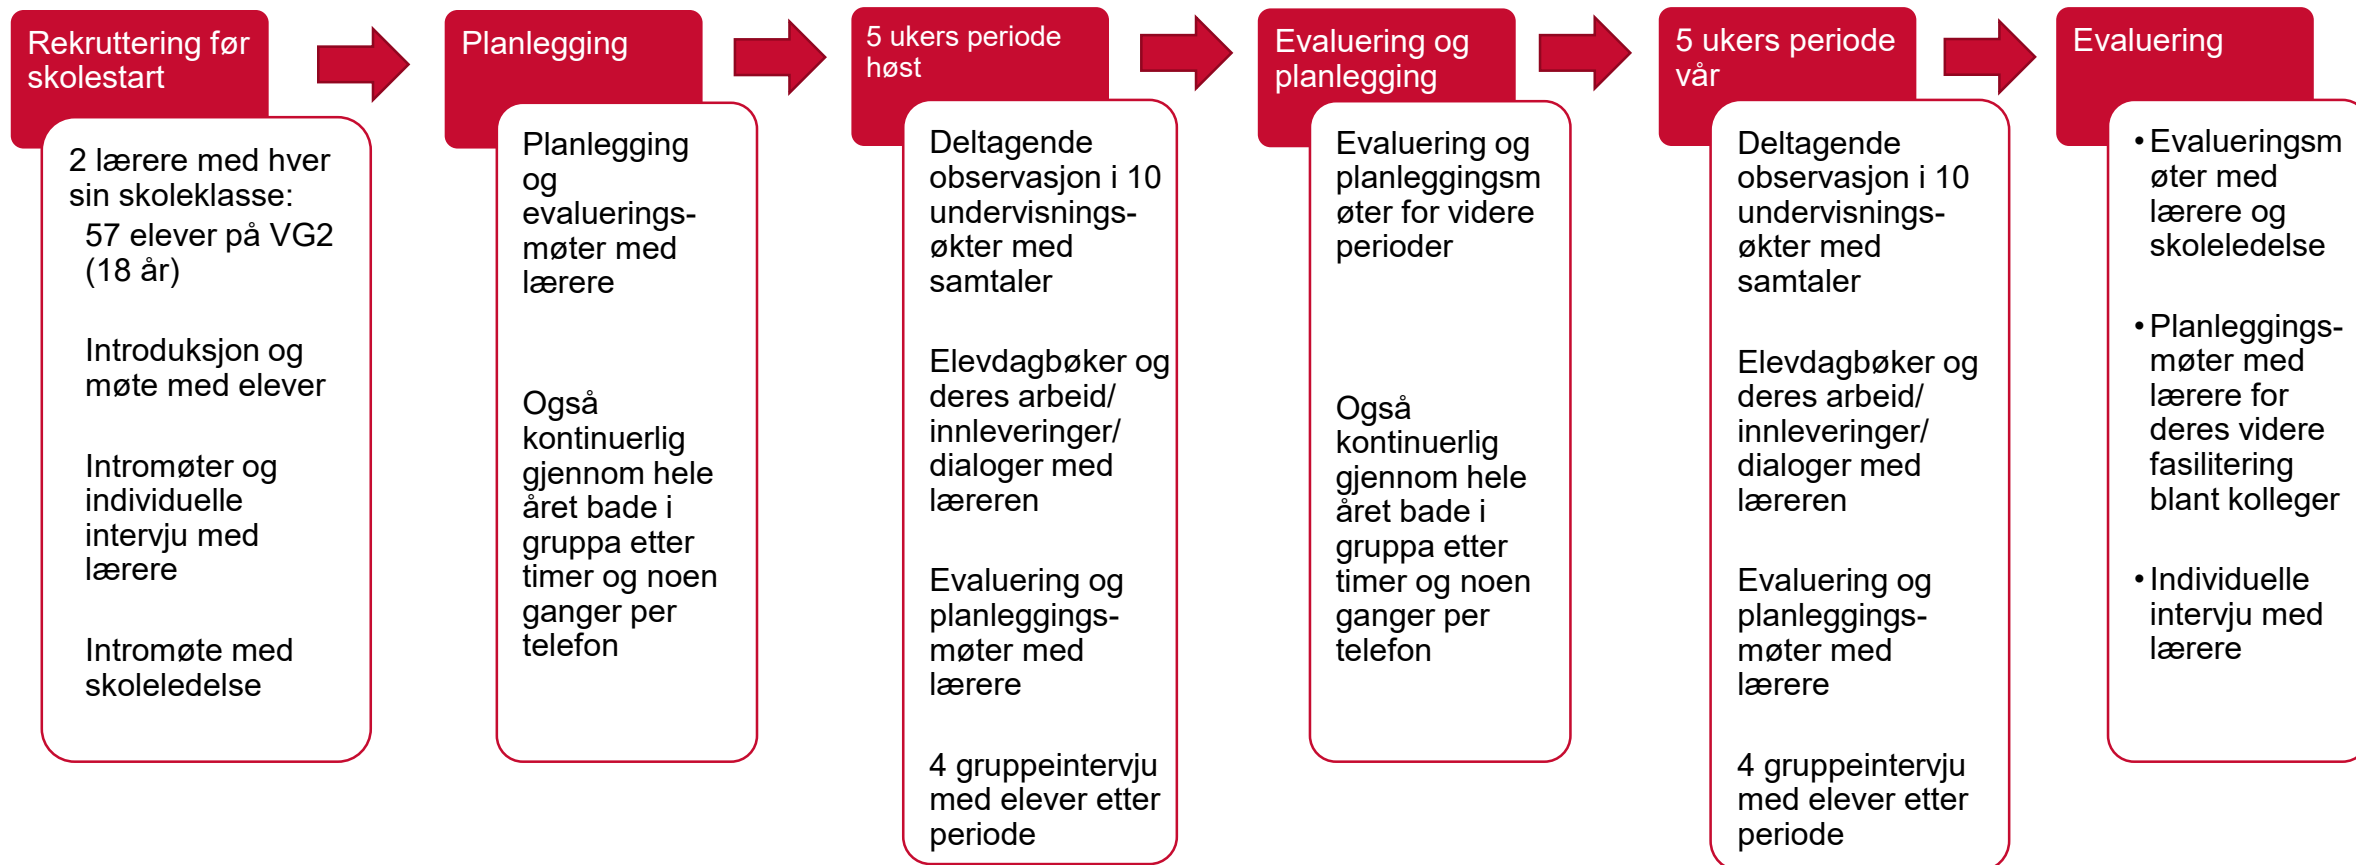 Rekruttering før
skolestart
2 lærere med hver
sin skoleklasse:
57 elever på VG2
(18 år)
Introduksjon og
møte med elever
Intromøter og
individuelle
intervju med
lærere
Intromøte med
skoleledelse
Planlegging
Planlegging
og
evaluerings-
møter med
lærere
Også
kontinuerlig
gjennom hele
året bade i
gruppa etter
timer og noen
ganger per
telefon
5 ukers periode
høst
Deltagende
observasjon i 10
undervisnings-
økter med
samtaler
Elevdagbøker og
deres arbeid/
innleveringer/
dialoger med
læreren
Evaluering og
planleggings-
møter med
lærere
4 gruppeintervju
med elever etter
periode
Evaluering og
planlegging
Evaluering og
planleggingsm
øter for videre
perioder
Også
kontinuerlig
gjennom hele
året bade i
gruppa etter
timer og noen
ganger per
telefon
5 ukers periode
vår
Deltagende
observasjon i 10
undervisnings-
økter med
samtaler
Elevdagbøker og
deres arbeid/
innleveringer/
dialoger med
læreren
Evaluering og
planleggings-
møter med
lærere
4 gruppeintervju
med elever etter
periode
Evaluering
• Evalueringsm
øter med
lærere og
skoleledelse
• Planleggings-
møter med
lærere for
deres videre
fasilitering
blant kolleger
• Individuelle
intervju med
lærere